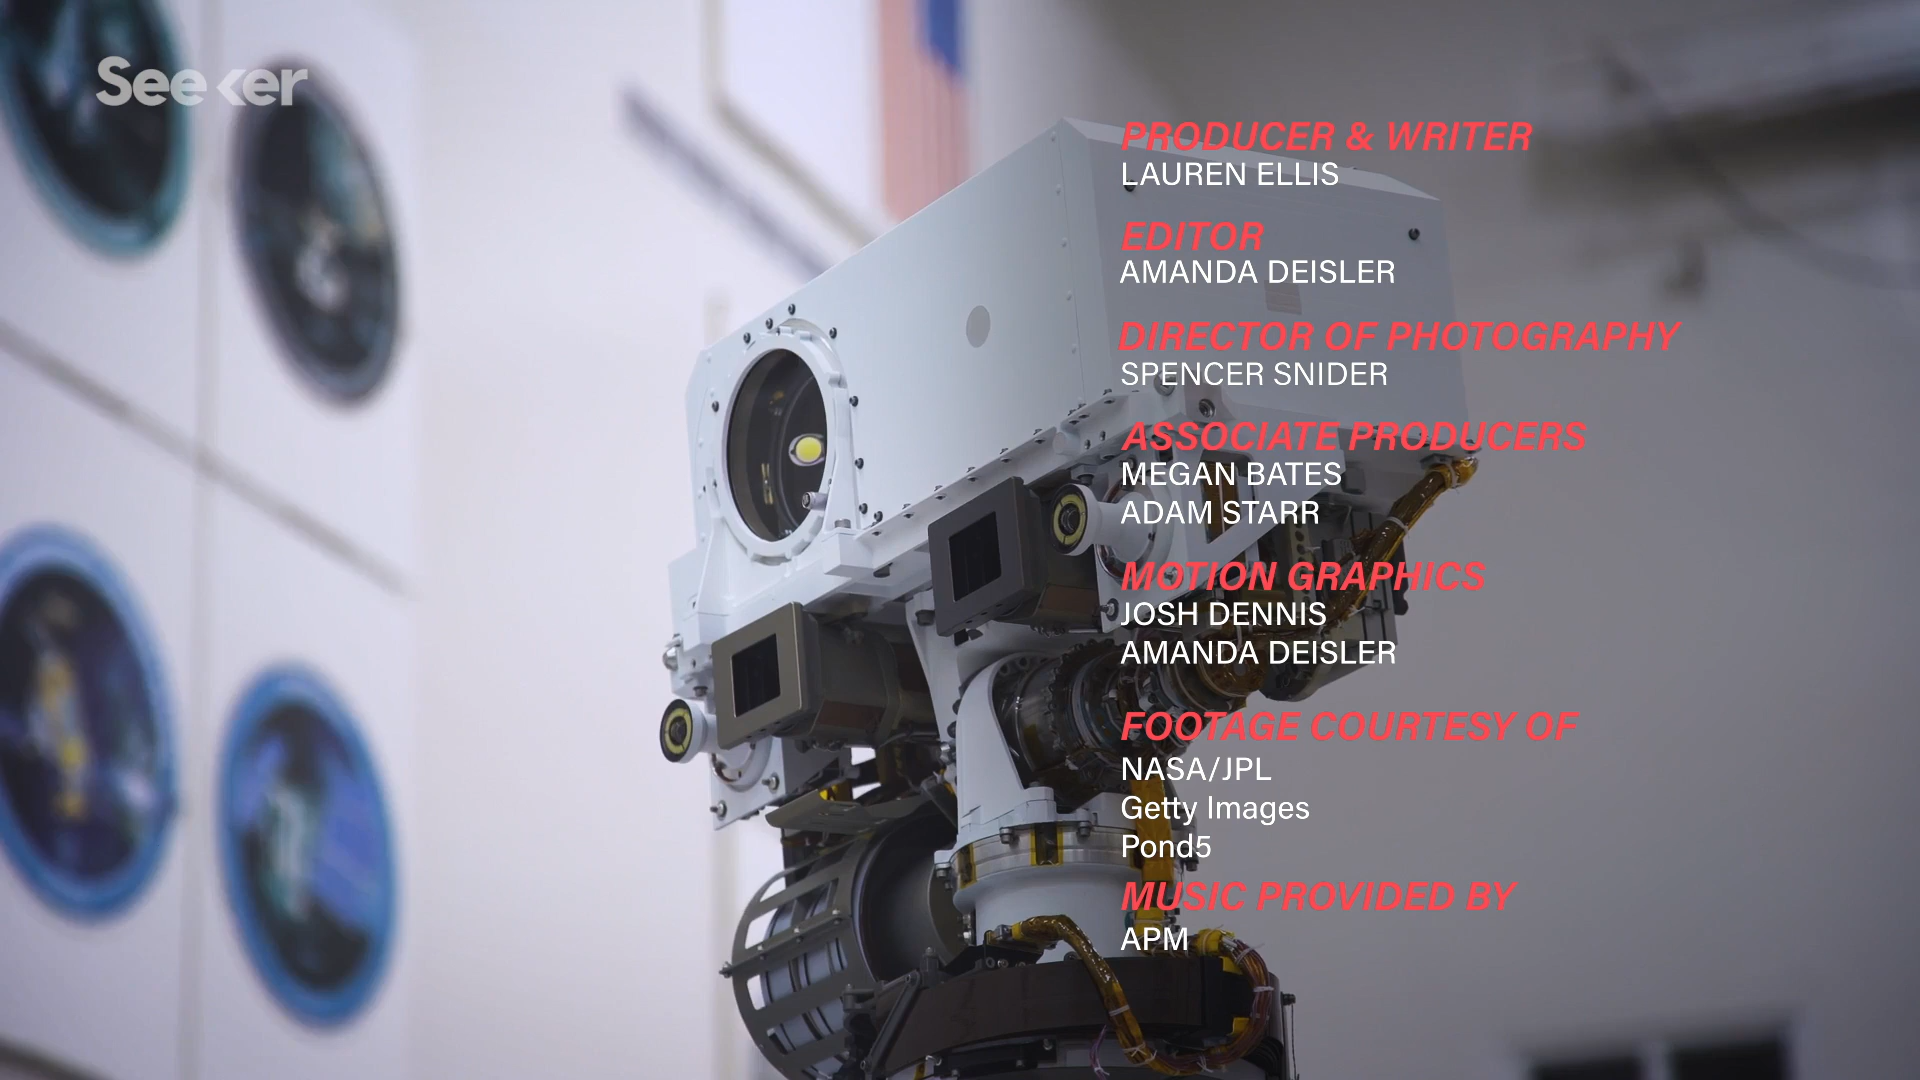 Seeker
PRODUCER & WRITER
LAUREN ELLIS
EDITOR
AMANDA DEISLER
DIRECTOR OF PHOTOGRAPHY
SPENCER SNIDER
ASSOCIATE PRODUCERS
MEGAN BATES
ADAM STARR
MOTION GRAPHICS
JOSH DENNIS
AMANDA DEISLER
FOOTAGE COURTESY OF
NASA/JPL
Getty Images
Pond5
MUSIC PROVIDED BY
APM